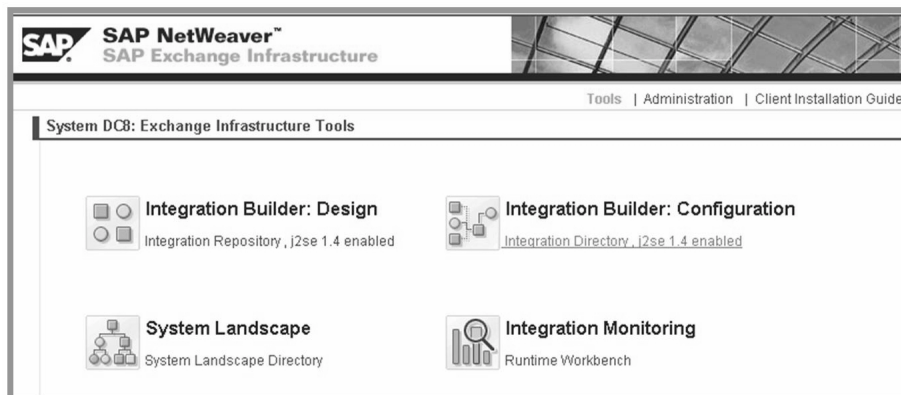 SAP
SAP NetWeaver™
SAP Exchange Infrastructure
Tools | Administration | Client Installation Guide
System DC8: Exchange Infrastructure Tools
Integration Builder: Design
Integration Repository , j2se 1.4 enabled
Integration Builder: Configuration
Integration Directory , j2se 1.4 enabled
System Landscape
System Landscape Directory
Integration Monitoring
Runtime Workbench